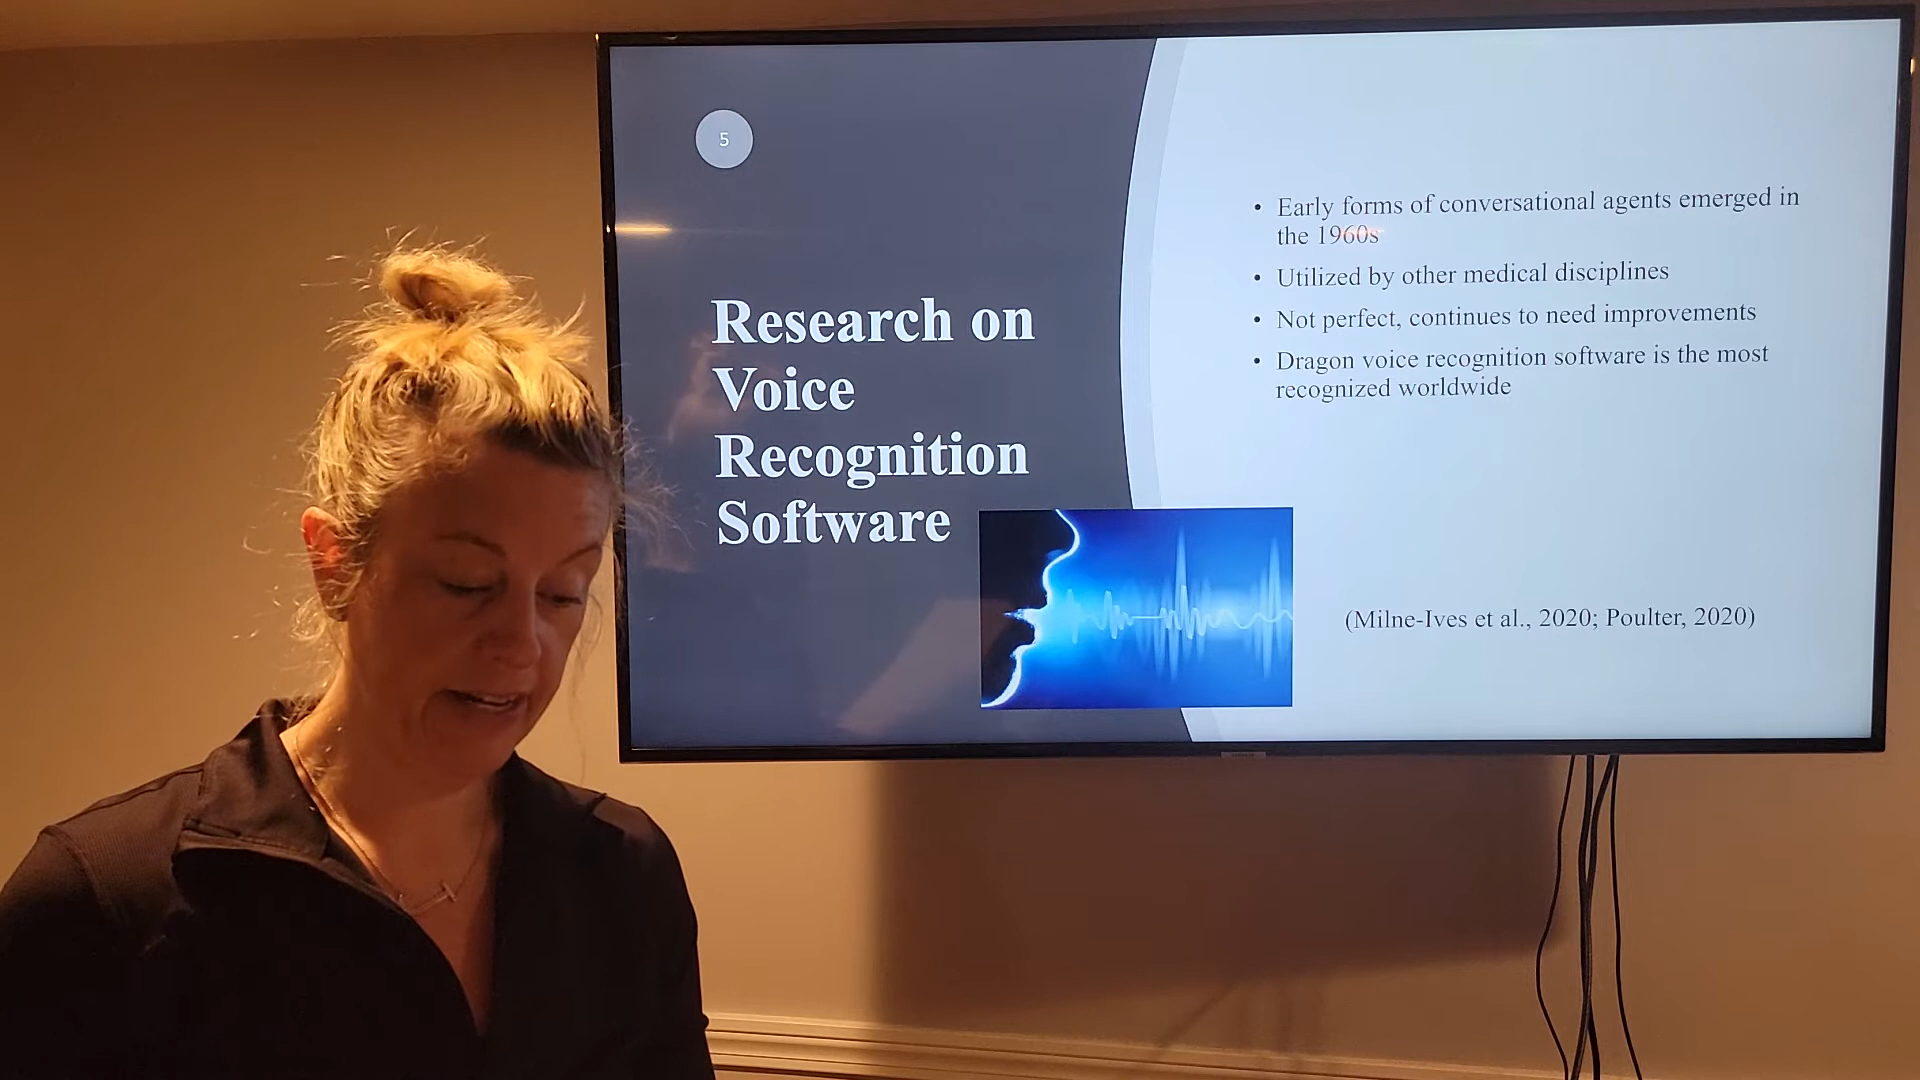 5
Research on
Voice
Recognition
Software
• Early forms of conversational agents emerged in
the 1960s
• Utilized by other medical disciplines
• Not perfect, continues to need improvements
• Dragon voice recognition software is the most
recognized worldwide
(Milne-Ives et al., 2020; Poulter, 2020)